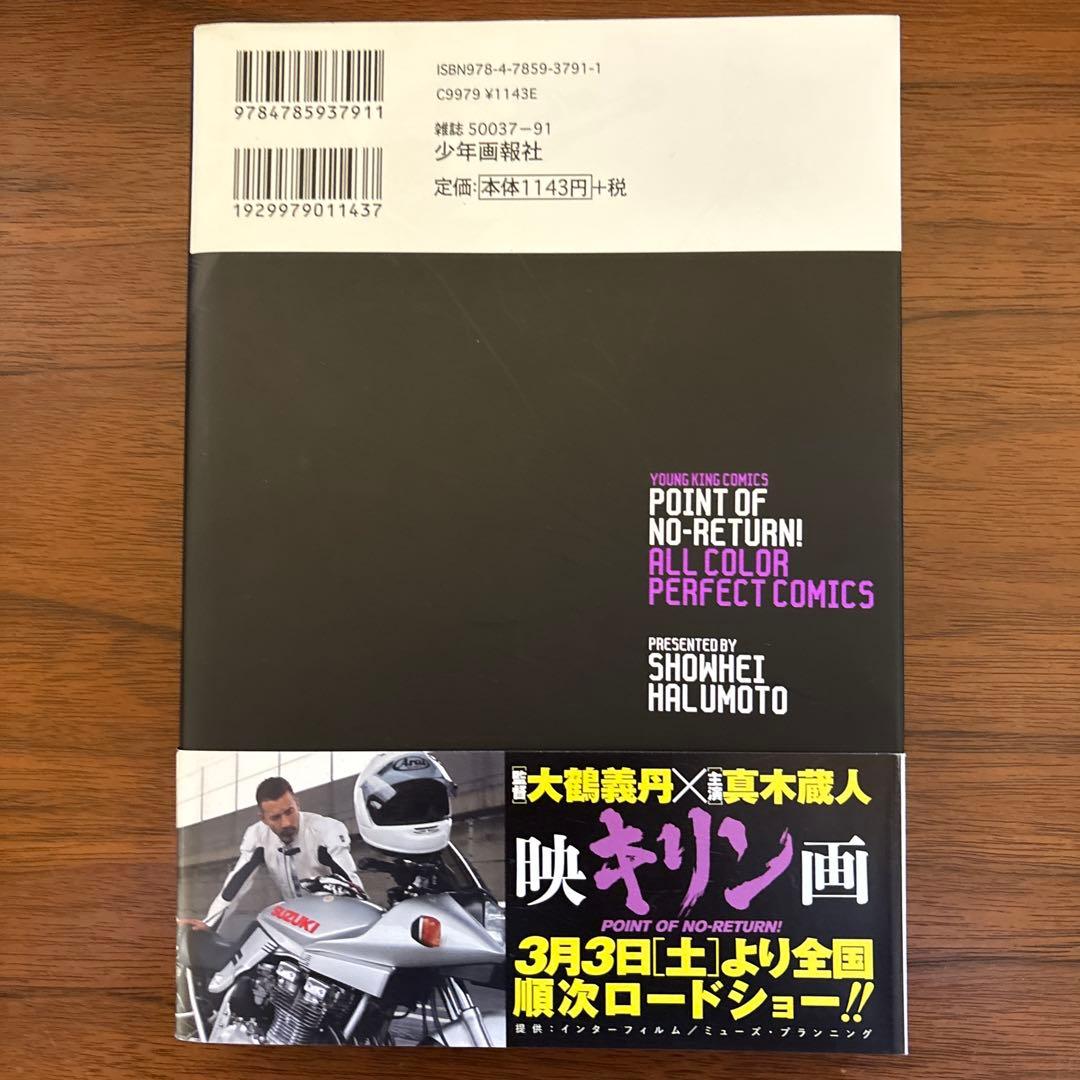 9784785937911
1929979011437
ISBN978-4-7859-3791-1
C9979 ¥1143E
雑誌 50037-91
少年画報社
定価:本体1143円+税
YOUNG KING COMICS
POINT OF
NO-RETURN!
ALL COLOR
PERFECT COMICS
PRESENTED BY
SHOWHEI
HALUMOTO
Arai
SUZUKI
[監督]大鶴義丹×[主演]真木蔵人
映キリン画
POINT OF NO-RETURN!
3月3日[土]より全国
順次ロードショー!!
提供:インターフィルム/ミューズ・プランニング